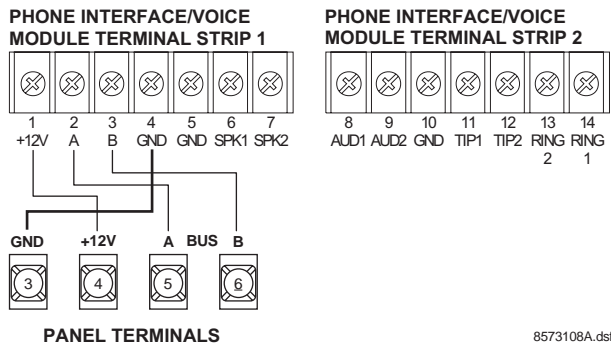 PHONE INTERFACE/VOICE
MODULE TERMINAL STRIP 1
1 2 3 4 5 6 7
+12V A B GND GND SPK1 SPK2
PHONE INTERFACE/VOICE
MODULE TERMINAL STRIP 2
8 9 10 11 12 13 14
AUD1 AUD2 GND TIP1 TIP2 RING RING
2 1
GND +12V A BUS B
3 4 5 6
PANEL TERMINALS
8573108A.dsf